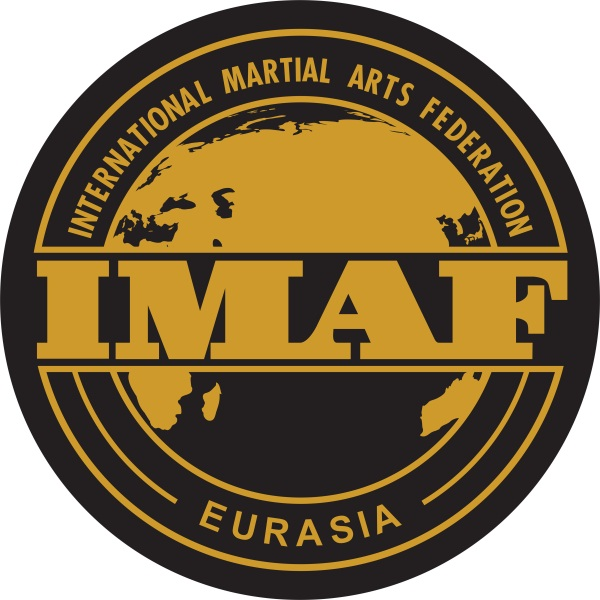 INTERNATIONAL MARTIAL ARTS FEDERATION
IMAF
EURASIA